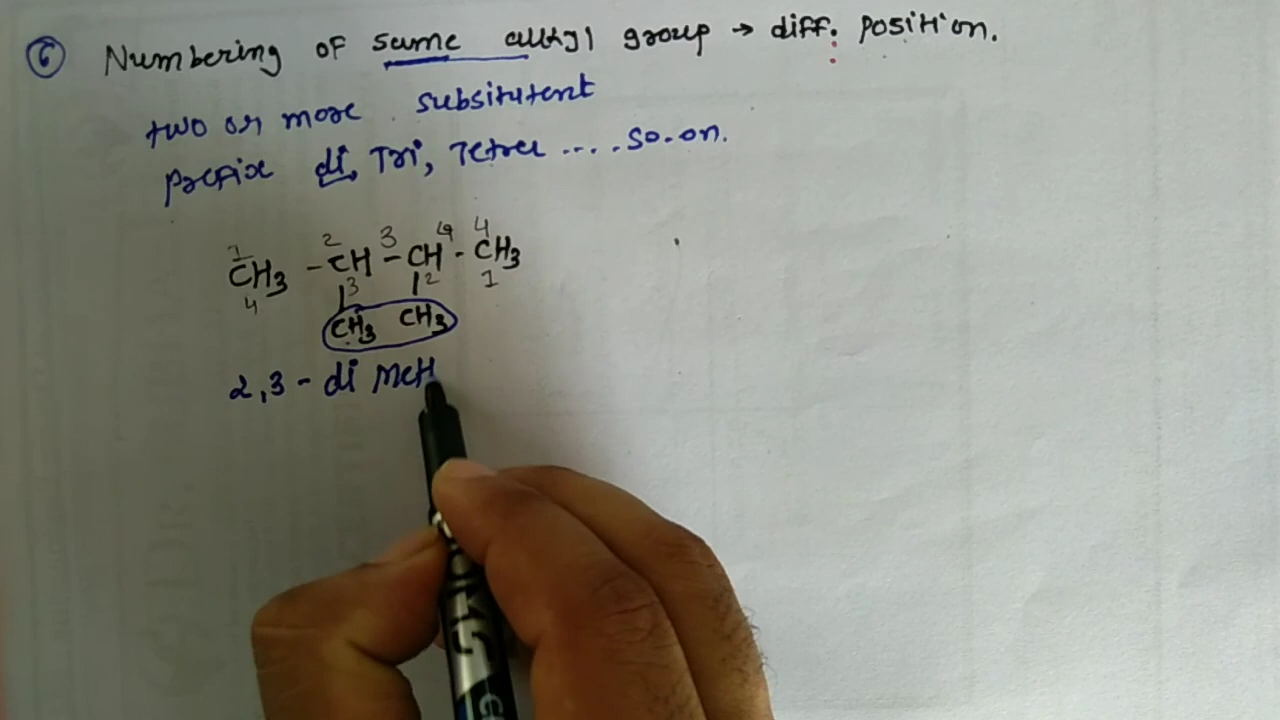 6 Numbering of same alkyl group → diff. position.
two or more substitutent
prefix di, Tri, Tetra .... so.on.
1 2 3 4 4
CH3 - CH - CH - CH3
4 3 2 1
CH3 CH3
2,3 - di Meth